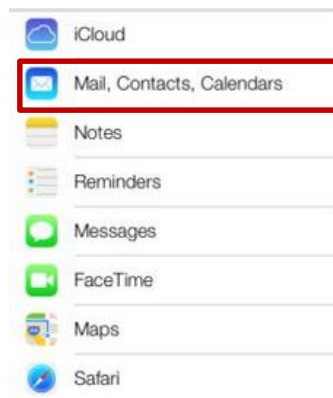 iCloud
Mail, Contacts, Calendars
Notes
Reminders
Messages
FaceTime
Maps
Safari